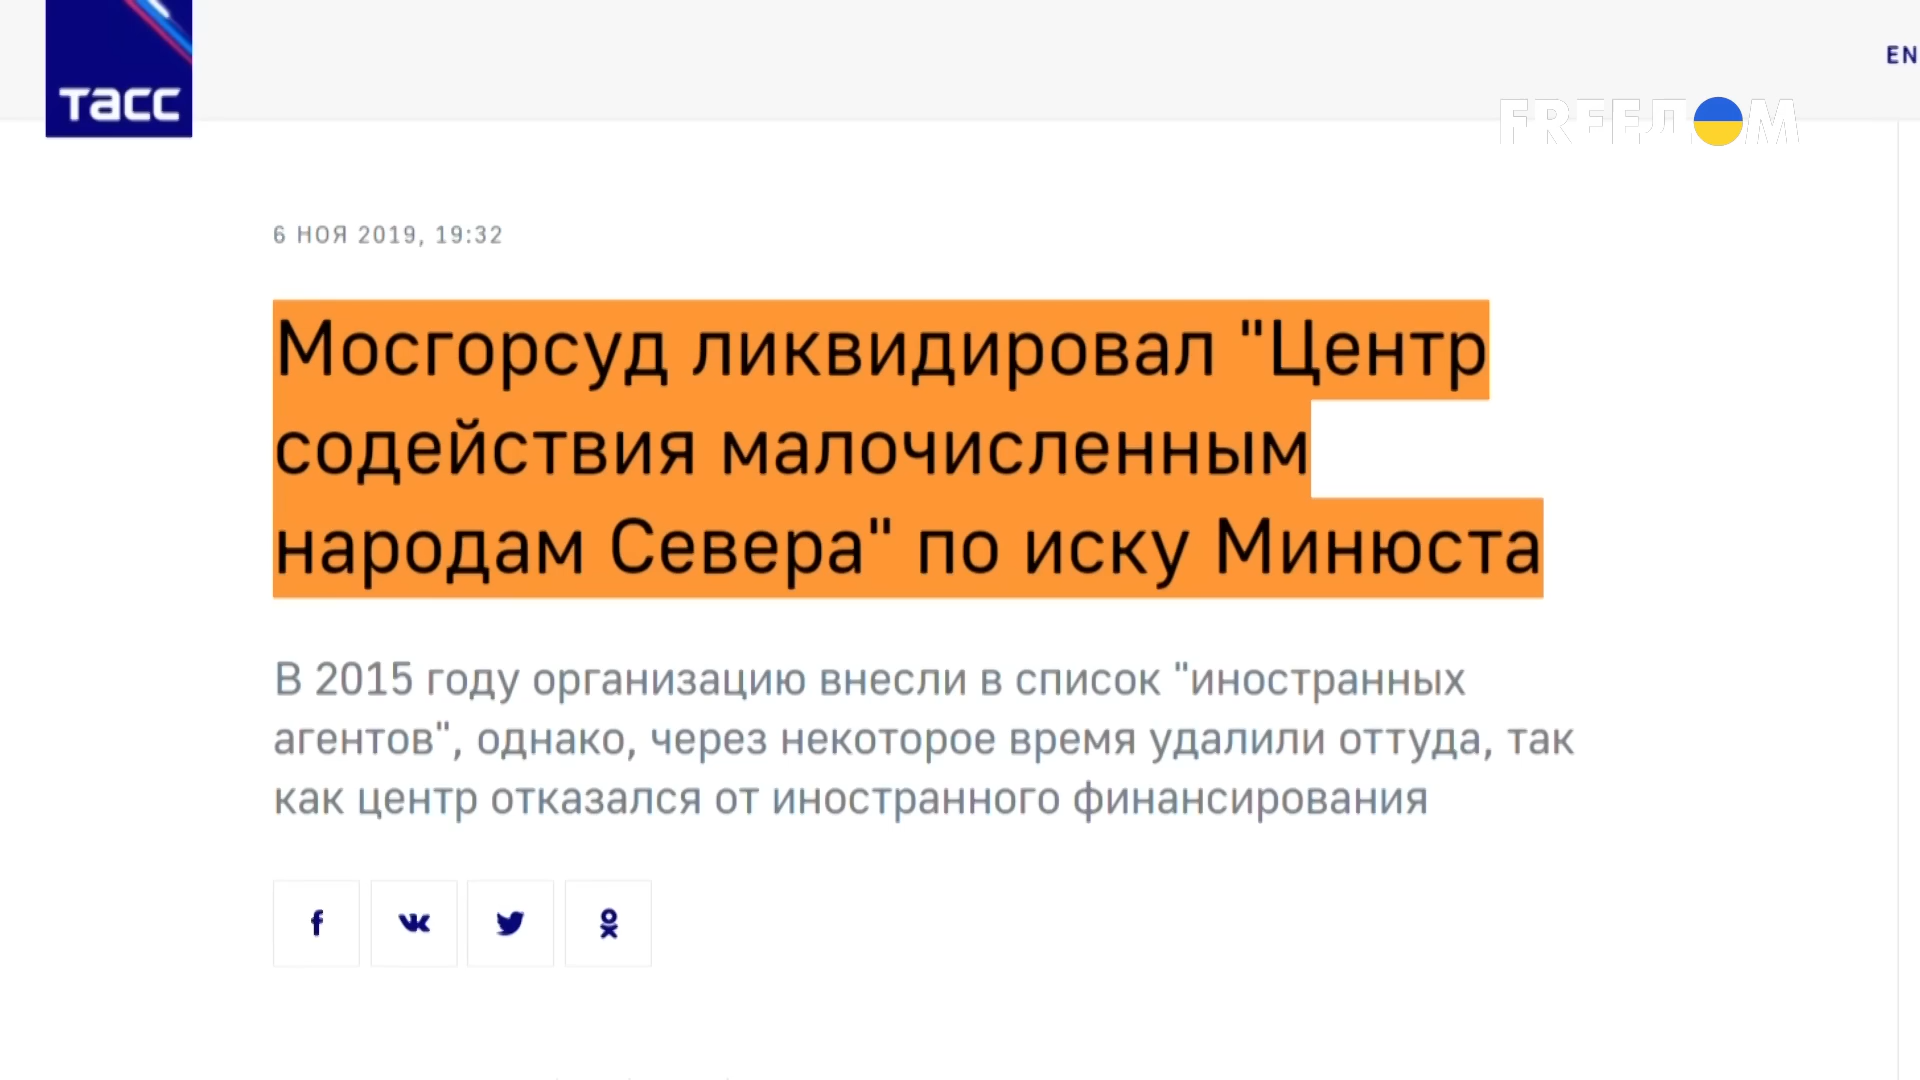 тасс
EN
FREEДOM
6 НОЯ 2019, 19:32
Мосгорсуд ликвидировал "Центр
содействия малочисленным
народам Севера" по иску Минюста
В 2015 году организацию внесли в список "иностранных
агентов", однако, через некоторое время удалили оттуда, так
как центр отказался от иностранного финансирования